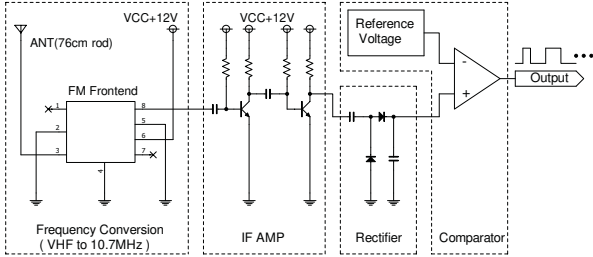 VCC+12V
ANT(76cm rod)
FM Frontend
1
2
3
4
8
5
6
7
Frequency Conversion
( VHF to 10.7MHz )
VCC+12V
IF AMP
Rectifier
Reference
Voltage
-
+
Output
Comparator